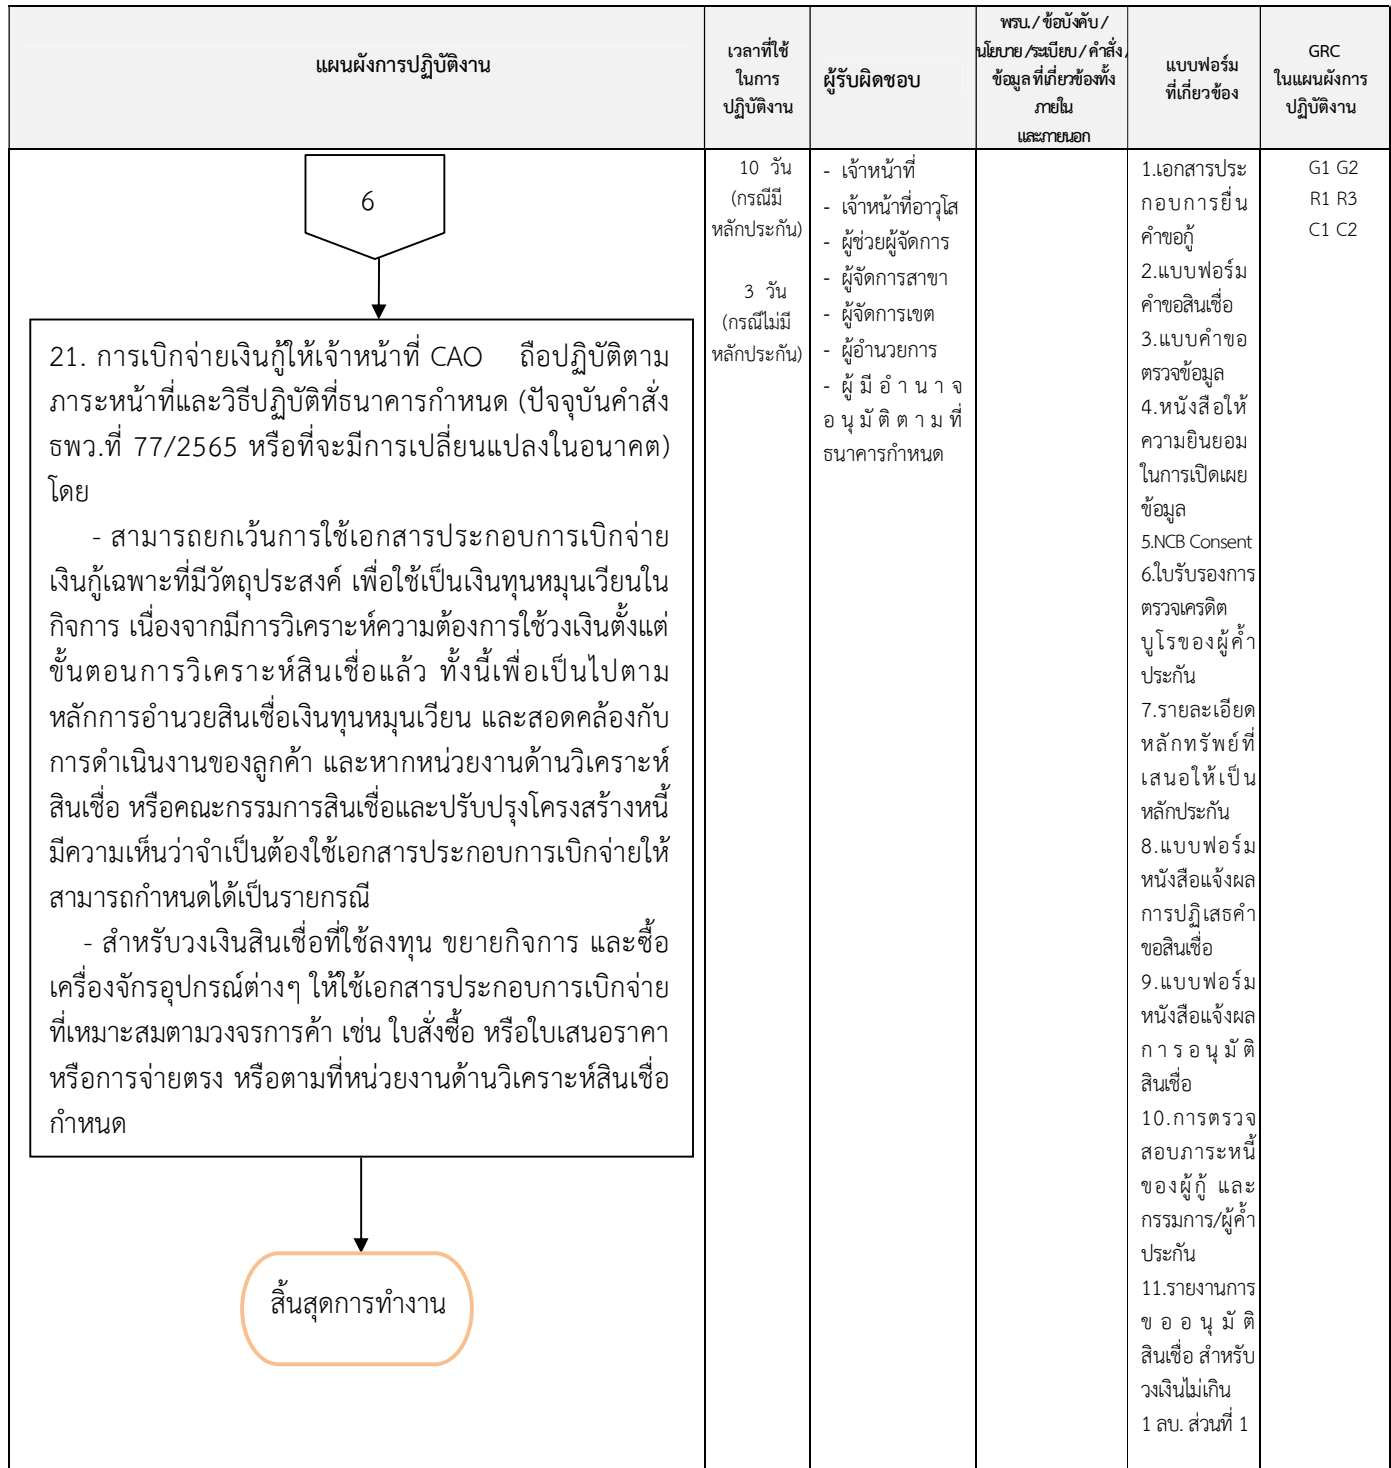 แผนผังการปฏิบัติงาน
เวลาที่ใช้
ในการ
ปฏิบัติงาน
ผู้รับผิดชอบ
พรบ./ ข้อบังคับ /
นโยบาย /ระเบียบ / คำสั่ง /
ข้อมูล ที่เกี่ยวข้องทั้ง
ภายใน
และภายนอก
แบบฟอร์ม
ที่เกี่ยวข้อง
GRC
ในแผนผังการ
ปฏิบัติงาน
6
21. การเบิกจ่ายเงินกู้ให้เจ้าหน้าที่ CAO ถือปฏิบัติตาม
ภาระหน้าที่และวิธีปฏิบัติที่ธนาคารกำหนด (ปัจจุบันคำสั่ง
ธพว.ที่ 77/2565 หรือที่จะมีการเปลี่ยนแปลงในอนาคต)
โดย
- สามารถยกเว้นการใช้เอกสารประกอบการเบิกจ่าย
เงินกู้เฉพาะที่มีวัตถุประสงค์ เพื่อใช้เป็นเงินทุนหมุนเวียนใน
กิจการ เนื่องจากมีการวิเคราะห์ความต้องการใช้วงเงินตั้งแต่
ขั้นตอนการวิเคราะห์สินเชื่อแล้ว ทั้งนี้เพื่อเป็นไปตาม
หลักการอำนวยสินเชื่อเงินทุนหมุนเวียน และสอดคล้องกับ
การดำเนินงานของลูกค้า และหากหน่วยงานด้านวิเคราะห์
สินเชื่อ หรือคณะกรรมการสินเชื่อและปรับปรุงโครงสร้างหนี้
มีความเห็นว่าจำเป็นต้องใช้เอกสารประกอบการเบิกจ่ายให้
สามารถกำหนดได้เป็นรายกรณี
- สำหรับวงเงินสินเชื่อที่ใช้ลงทุน ขยายกิจการ และซื้อ
เครื่องจักรอุปกรณ์ต่างๆ ให้ใช้เอกสารประกอบการเบิกจ่าย
ที่เหมาะสมตามวงจรการค้า เช่น ใบสั่งซื้อ หรือใบเสนอราคา
หรือการจ่ายตรง หรือตามที่หน่วยงานด้านวิเคราะห์สินเชื่อ
กำหนด
สิ้นสุดการทำงาน
10 วัน
(กรณีมี
หลักประกัน)
3 วัน
(กรณีไม่มี
หลักประกัน)
- เจ้าหน้าที่
- เจ้าหน้าที่อาวุโส
- ผู้ช่วยผู้จัดการ
- ผู้จัดการสาขา
- ผู้จัดการเขต
- ผู้อำนวยการ
- ผู้ มี อำ น า จ
อ นุ มั ติ ต า ม ที่
ธนาคารกำหนด
1.เอกสารประ
กอบการยื่น
คำขอกู้
2.แบบฟอร์ม
คำขอสินเชื่อ
3.แบบคำขอ
ตรวจข้อมูล
4.หนังสือให้
ความยินยอม
ในการเปิดเผย
ข้อมูล
5.NCB Consent
6.ใบรับรองการ
ตรวจเครดิต
บูโรของผู้ค้ำ
ประกัน
7.รายละเอียด
หลักทรัพย์ที่
เสนอให้เป็น
หลักประกัน
8.แบบฟอร์ม
หนังสือแจ้งผล
การปฏิเสธคำ
ขอสินเชื่อ
9.แบบฟอร์ม
หนังสือแจ้งผล
ก า ร อ นุ มั ติ
สินเชื่อ
10.การตรวจ
สอบภาระหนี้
ของผู้กู้ และ
กรรมการ/ผู้ค้ำ
ประกัน
11.รายงานการ
ข อ อ นุ มั ติ
สินเชื่อ สำหรับ
วงเงินไม่เกิน
1 ลบ. ส่วนที่ 1
G1 G2
R1 R3
C1 C2